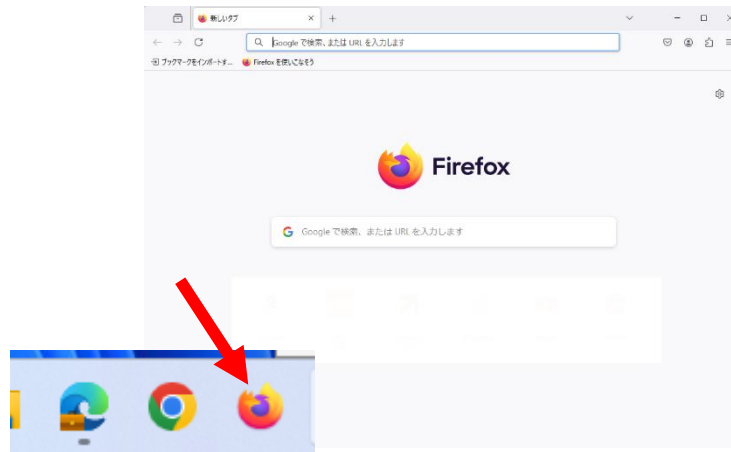 新しいタブ
Google で検索、または URL を入力します
ブックマークをインポートす... Firefox を使いこなそう
Firefox
Google で検索、または URL を入力します